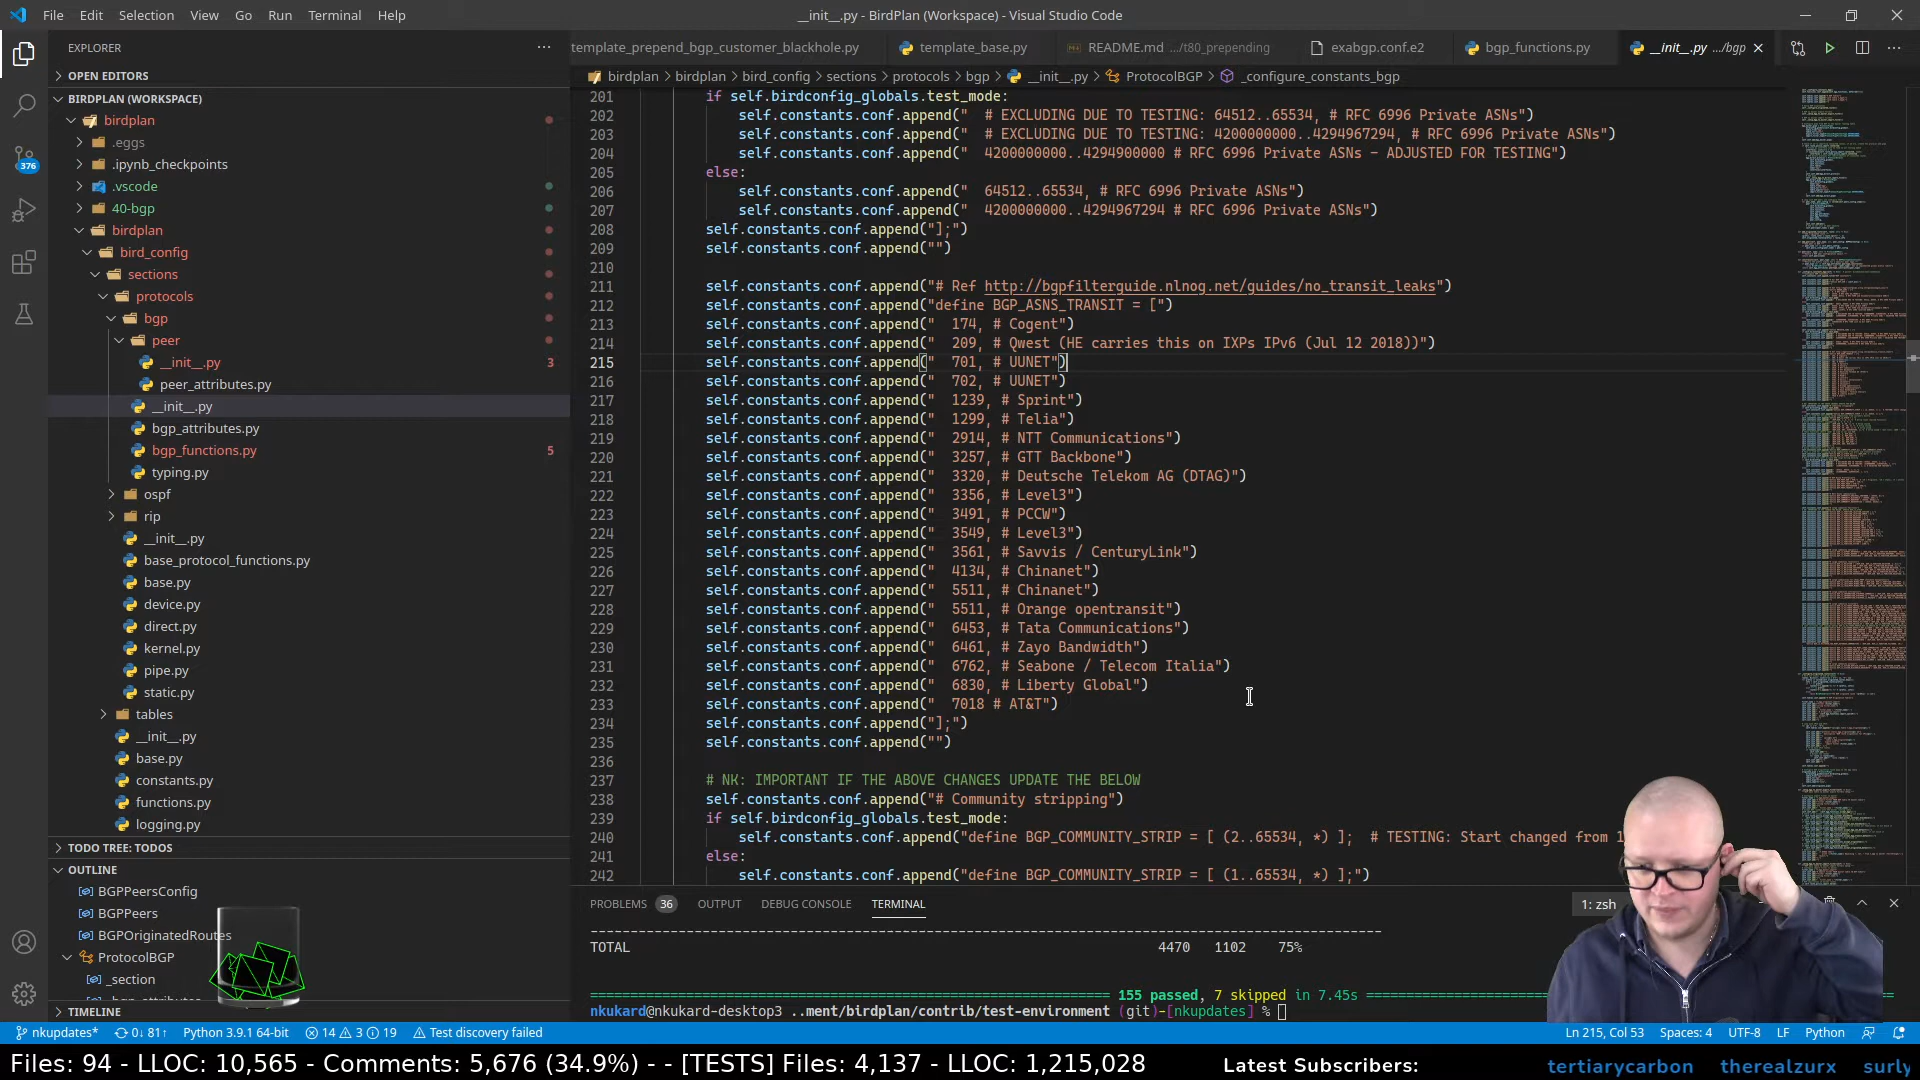 File Edit Selection View Go Run Terminal Help
__init__.py - BirdPlan (Workspace) - Visual Studio Code
EXPLORER
OPEN EDITORS
BIRDPLAN (WORKSPACE)
birdplan
.eggs
.ipynb_checkpoints
.vscode
40-bgp
birdplan
bird_config
sections
protocols
bgp
peer
__init__.py 3
peer_attributes.py
__init__.py
bgp_attributes.py
bgp_functions.py 5
typing.py
ospf
rip
__init__.py
base_protocol_functions.py
base.py
device.py
direct.py
kernel.py
pipe.py
static.py
tables
__init__.py
base.py
constants.py
functions.py
logging.py
TODO TREE: TODOS
OUTLINE
BGPPeersConfig
BGPPeers
BGPOriginatedRoutes
ProtocolBGP
_section
TIMELINE
376
template_prepend_bgp_customer_blackhole.py template_base.py README.md .../t80_prepending exabgp.conf.e2 bgp_functions.py __init__.py .../bgp
birdplan > birdplan > bird_config > sections > protocols > bgp > __init__.py > ProtocolBGP > _configure_constants_bgp
201 if self.birdconfig_globals.test_mode:
202 self.constants.conf.append("  # EXCLUDING DUE TO TESTING: 64512..65534, # RFC 6996 Private ASNs")
203 self.constants.conf.append("  # EXCLUDING DUE TO TESTING: 4200000000..4294967294, # RFC 6996 Private ASNs")
204 self.constants.conf.append("  4200000000..4294900000 # RFC 6996 Private ASNs - ADJUSTED FOR TESTING")
205 else:
206 self.constants.conf.append("  64512..65534, # RFC 6996 Private ASNs")
207 self.constants.conf.append("  4200000000..4294967294 # RFC 6996 Private ASNs")
208 self.constants.conf.append("];")
209 self.constants.conf.append("")
210
211 self.constants.conf.append("# Ref http://bgpfilterguide.nlnog.net/guides/no_transit_leaks")
212 self.constants.conf.append("define BGP_ASNS_TRANSIT = [")
213 self.constants.conf.append("  174, # Cogent")
214 self.constants.conf.append("  209, # Qwest (HE carries this on IXPs IPv6 (Jul 12 2018))")
215 self.constants.conf.append("  701, # UUNET")
216 self.constants.conf.append("  702, # UUNET")
217 self.constants.conf.append("  1239, # Sprint")
218 self.constants.conf.append("  1299, # Telia")
219 self.constants.conf.append("  2914, # NTT Communications")
220 self.constants.conf.append("  3257, # GTT Backbone")
221 self.constants.conf.append("  3320, # Deutsche Telekom AG (DTAG)")
222 self.constants.conf.append("  3356, # Level3")
223 self.constants.conf.append("  3491, # PCCW")
224 self.constants.conf.append("  3549, # Level3")
225 self.constants.conf.append("  3561, # Savvis / CenturyLink")
226 self.constants.conf.append("  4134, # Chinanet")
227 self.constants.conf.append("  5511, # Chinanet")
228 self.constants.conf.append("  5511, # Orange opentransit")
229 self.constants.conf.append("  6453, # Tata Communications")
230 self.constants.conf.append("  6461, # Zayo Bandwidth")
231 self.constants.conf.append("  6762, # Seabone / Telecom Italia")
232 self.constants.conf.append("  6830, # Liberty Global")
233 self.constants.conf.append("  7018 # AT&T")
234 self.constants.conf.append("];")
235 self.constants.conf.append("")
236
237 # NK: IMPORTANT IF THE ABOVE CHANGES UPDATE THE BELOW
238 self.constants.conf.append("# Community stripping")
239 if self.birdconfig_globals.test_mode:
240 self.constants.conf.append("define BGP_COMMUNITY_STRIP = [ (2..65534, *) ];  # TESTING: Start changed from 1
241 else:
242 self.constants.conf.append("define BGP_COMMUNITY_STRIP = [ (1..65534, *) ];")
PROBLEMS 36 OUTPUT DEBUG CONSOLE TERMINAL 1: zsh
TOTAL 4470 1102 75%
155 passed, 7 skipped in 7.45s
nkukard@nkukard-desktop3 ..ment/birdplan/contrib/test-environment (git)-[nkupdates] %
nkupdates* 0↓ 81↑ Python 3.9.1 64-bit 14 3 19 Test discovery failed Ln 215, Col 53 Spaces: 4 UTF-8 LF Python
Files: 94 - LLOC: 10,565 - Comments: 5,676 (34.9%) - - [TESTS] Files: 4,137 - LLOC: 1,215,028 Latest Subscribers: tertiarycarbon therealzurx surly